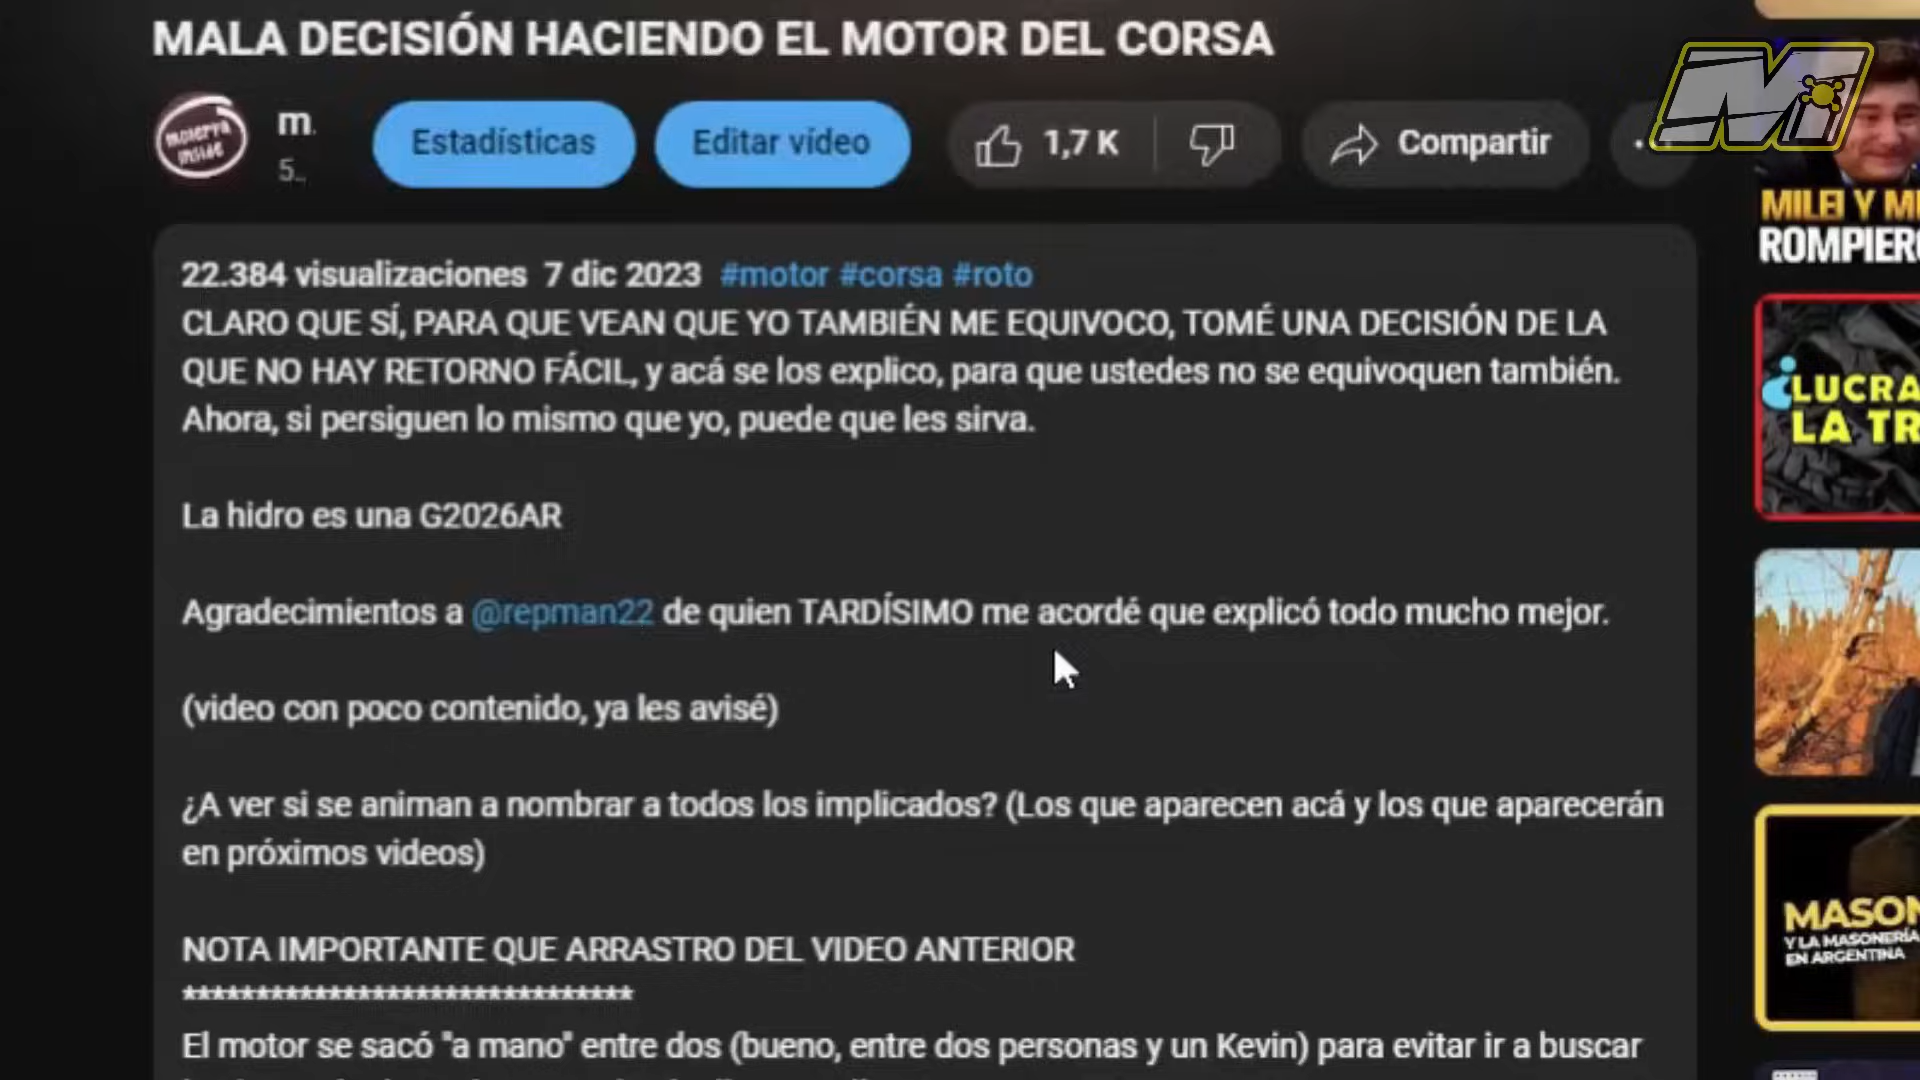 MALA DECISIÓN HACIENDO EL MOTOR DEL CORSA
m.
5..
Estadísticas
Editar vídeo
1,7 K
Compartir
22.384 visualizaciones 7 dic 2023 #motor #corsa #roto
CLARO QUE SÍ, PARA QUE VEAN QUE YO TAMBIÉN ME EQUIVOCO, TOMÉ UNA DECISIÓN DE LA
QUE NO HAY RETORNO FÁCIL, y acá se los explico, para que ustedes no se equivoquen también.
Ahora, si persiguen lo mismo que yo, puede que les sirva.
La hidro es una G2026AR
Agradecimientos a @repman22 de quien TARDÍSIMO me acordé que explicó todo mucho mejor.
(video con poco contenido, ya les avisé)
¿A ver si se animan a nombrar a todos los implicados? (Los que aparecen acá y los que aparecerán
en próximos videos)
NOTA IMPORTANTE QUE ARRASTRO DEL VIDEO ANTERIOR
*******************************
El motor se sacó "a mano" entre dos (bueno, entre dos personas y un Kevin) para evitar ir a buscar
MILEI Y M
ROMPIER
¿LUCRA
LA TR
MASON
Y LA MASONERÍA
EN ARGENTINA